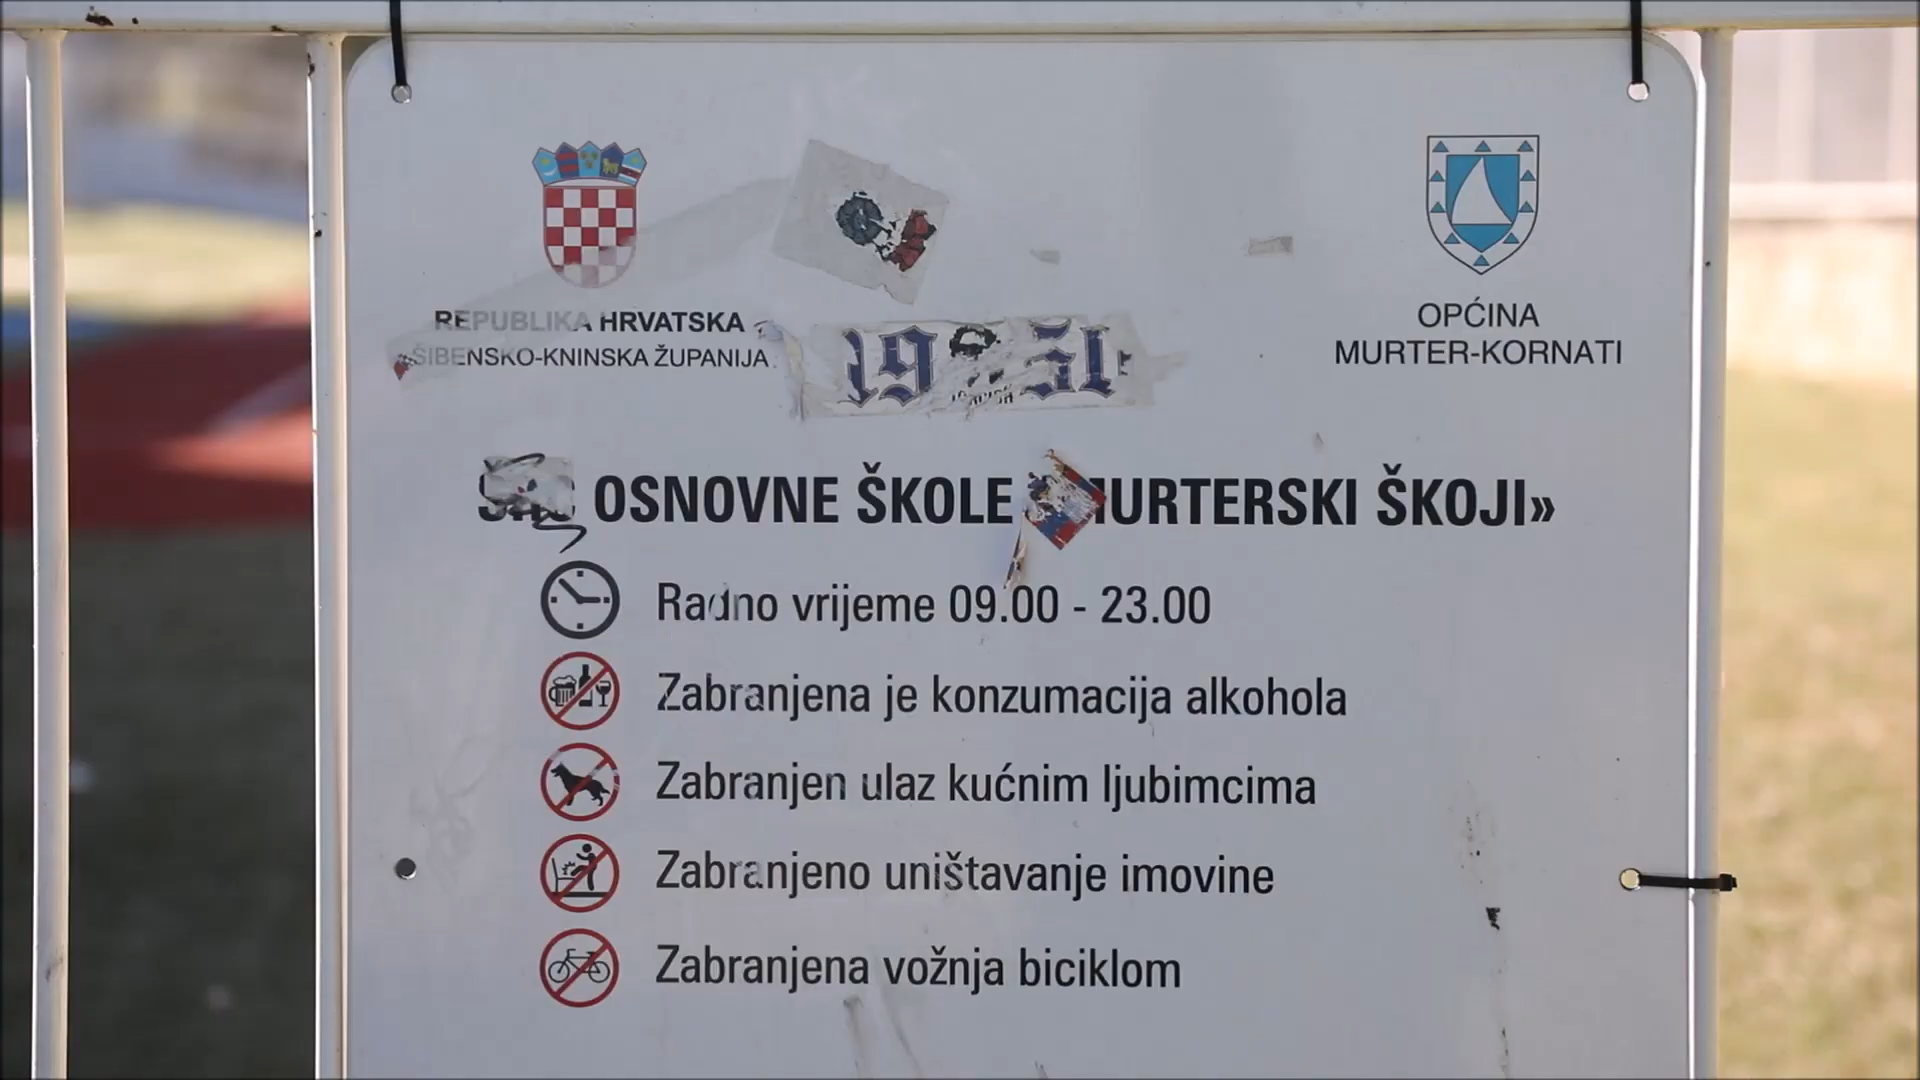 REPUBLIKA HRVATSKA
ŠIBENSKO-KNINSKA ŽUPANIJA
OPĆINA
MURTER-KORNATI
OSNOVNE ŠKOLE MURTERSKI ŠKOJI»
Radno vrijeme 09.00 - 23.00
Zabranjena je konzumacija alkohola
Zabranjen ulaz kućnim ljubimcima
Zabranjeno uništavanje imovine
Zabranjena vožnja biciklom